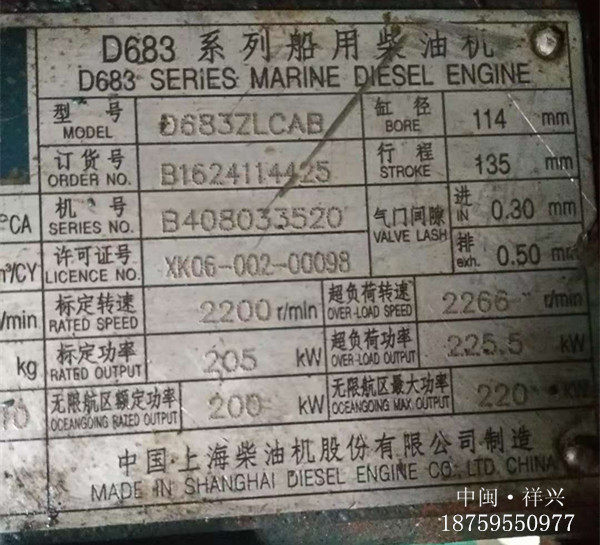 D683 系列船用柴油机
D683 SERIES MARINE DIESEL ENGINE
型号 MODEL D683ZLCAB 缸径 BORE 114 mm
订货号 ORDER NO. B1624114425 行程 STROKE 135 mm
°CA 机号 SERIES NO. B408033520 气门间隙 VALVE LASH 进 IN 0.30 mm
/CY 许可证号 LICENCE NO. XK06-002-00098 排 exh. 0.50 mm
/min 标定转速 RATED SPEED 2200 r/min 超负荷转速 OVER-LOAD SPEED 2266 r/min
kg 标定功率 RATED OUTPUT 205 kW 超负荷功率 OVER-LOAD OUTPUT 225.5 kW
无限航区额定功率 OCEANGOING RAZED OUTPUT 200 kW 无限航区最大功率 OCEANGOING MAX. OUTPUT 220 kW
中国·上海柴油机股份有限公司制造
MADE IN SHANGHAI DIESEL ENGINE CO., LTD. CHINA
中闽·祥兴
18759550977